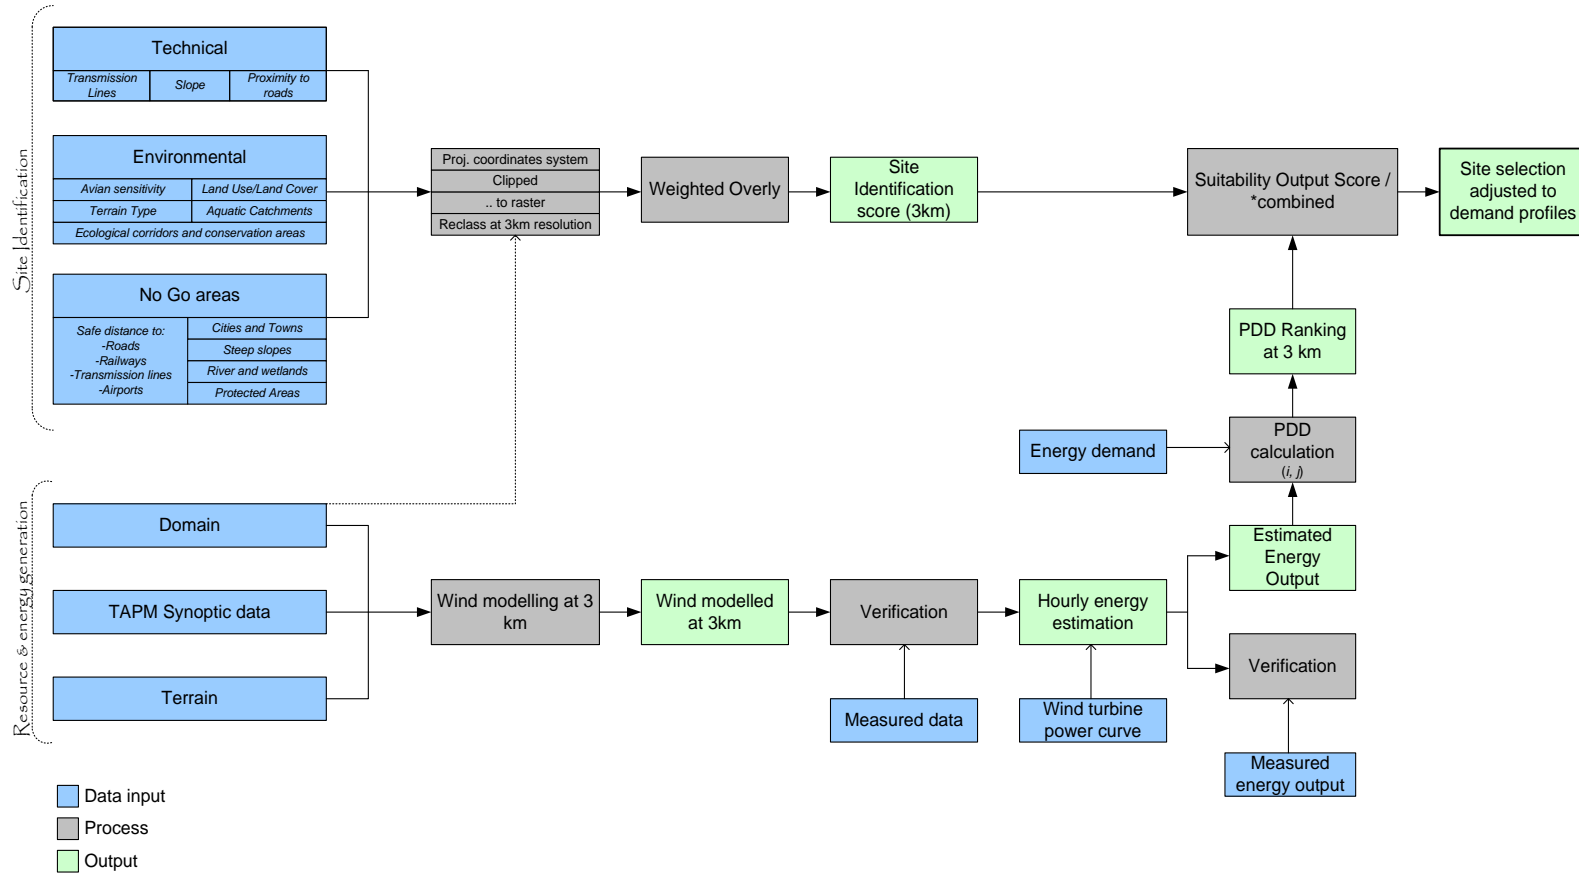 Site Identification
Technical
Transmission
Lines
Slope
Proximity to
roads
Environmental
Avian sensitivity
Land Use/Land Cover
Terrain Type
Aquatic Catchments
Ecological corridors and conservation areas
No Go areas
Safe distance to:
-Roads
-Railways
-Transmission lines
-Airports
Cities and Towns
Steep slopes
River and wetlands
Protected Areas
Proj. coordinates system
Clipped
.. to raster
Reclass at 3km resolution
Weighted Overly
Site
Identification
score (3km)
Suitability Output Score /
*combined
Site selection
adjusted to
demand profiles
PDD Ranking
at 3 km
Energy demand
PDD
calculation
(i, j)
Resource & energy generation
Domain
TAPM Synoptic data
Terrain
Wind modelling at 3
km
Wind modelled
at 3km
Verification
Hourly energy
estimation
Estimated
Energy
Output
Verification
Measured data
Wind turbine
power curve
Measured
energy output
Data input
Process
Output